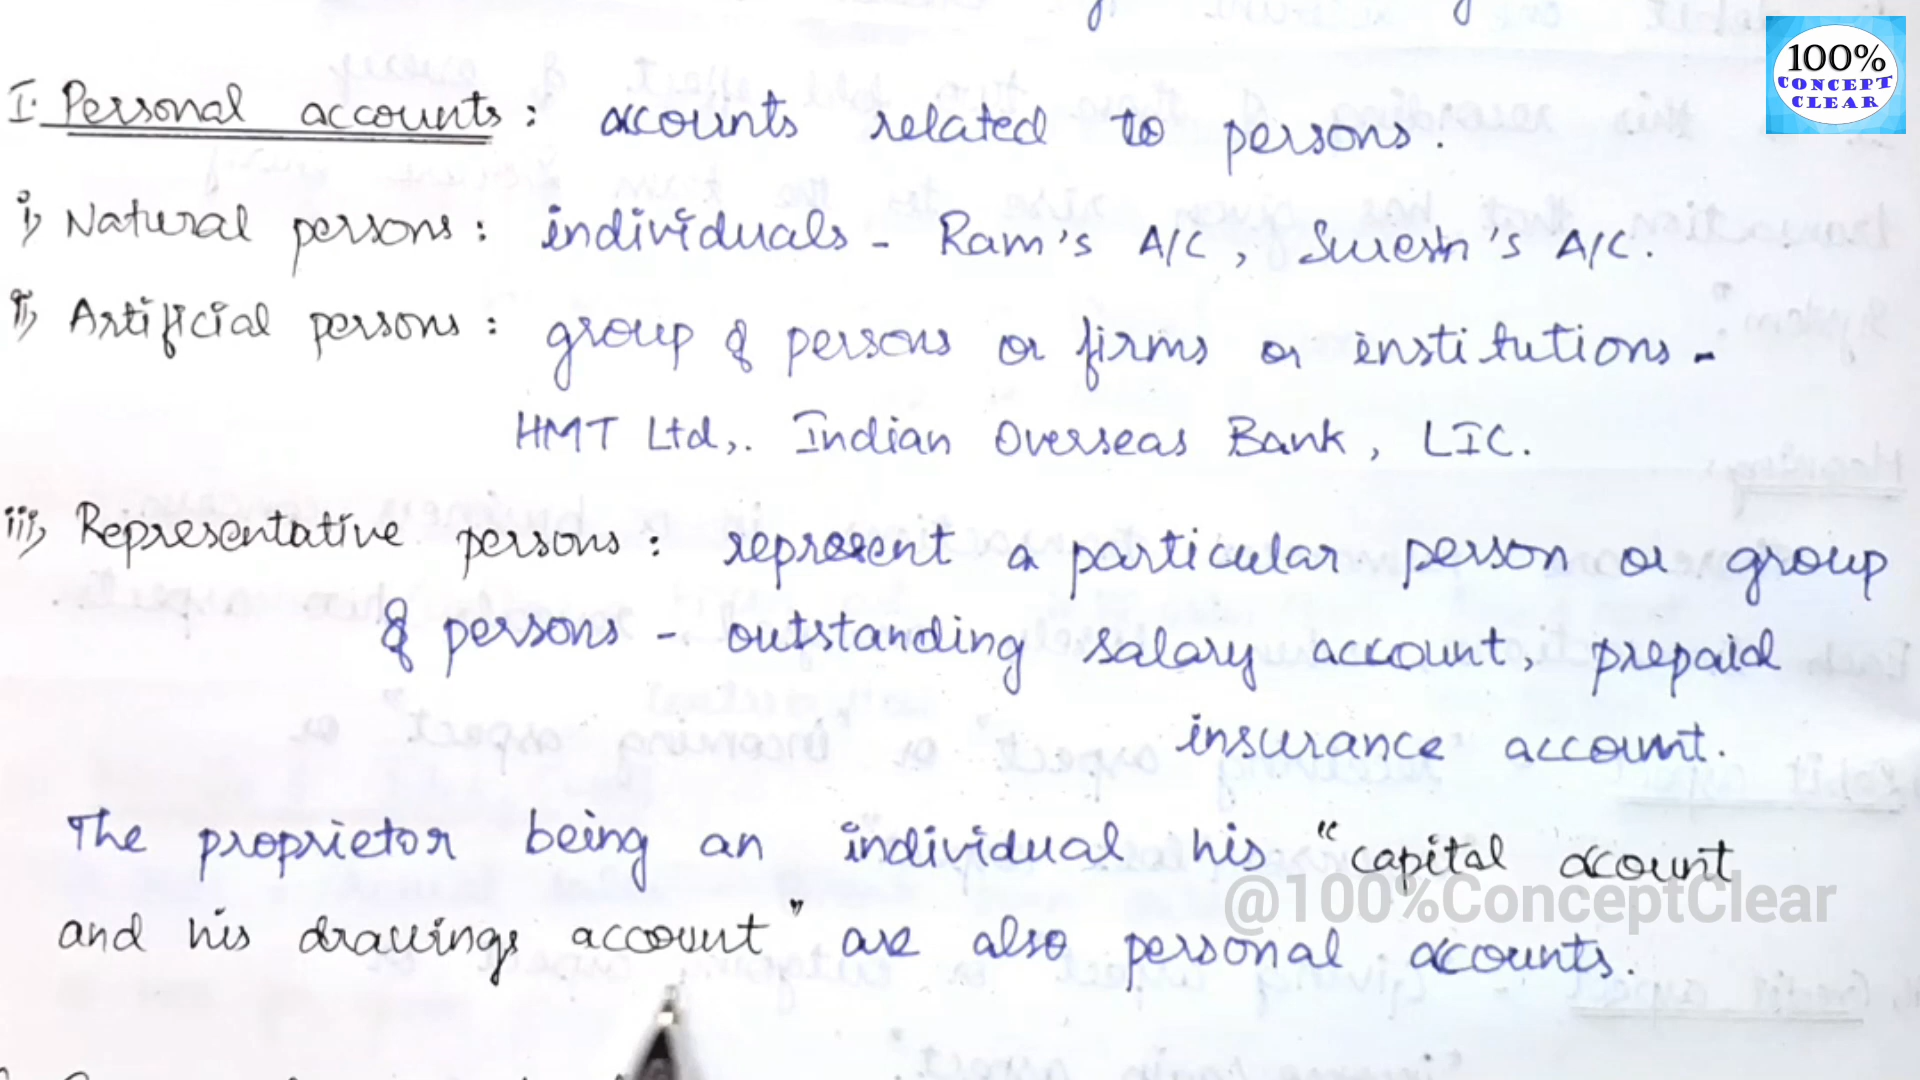 100%
CONCEPT
CLEAR
I. Personal accounts : accounts related to persons.
i) Natural persons : individuals - Ram's A/C, Suresh's A/C.
ii) Artificial persons : group of persons or firms or institutions -
HMT Ltd,. Indian Overseas Bank, LIC.
iii) Representative persons : represent a particular person or group
of persons - outstanding salary account, prepaid
insurance account.
The proprietor being an individual his "capital account
@100%ConceptClear
and his drawings account" are also personal accounts.